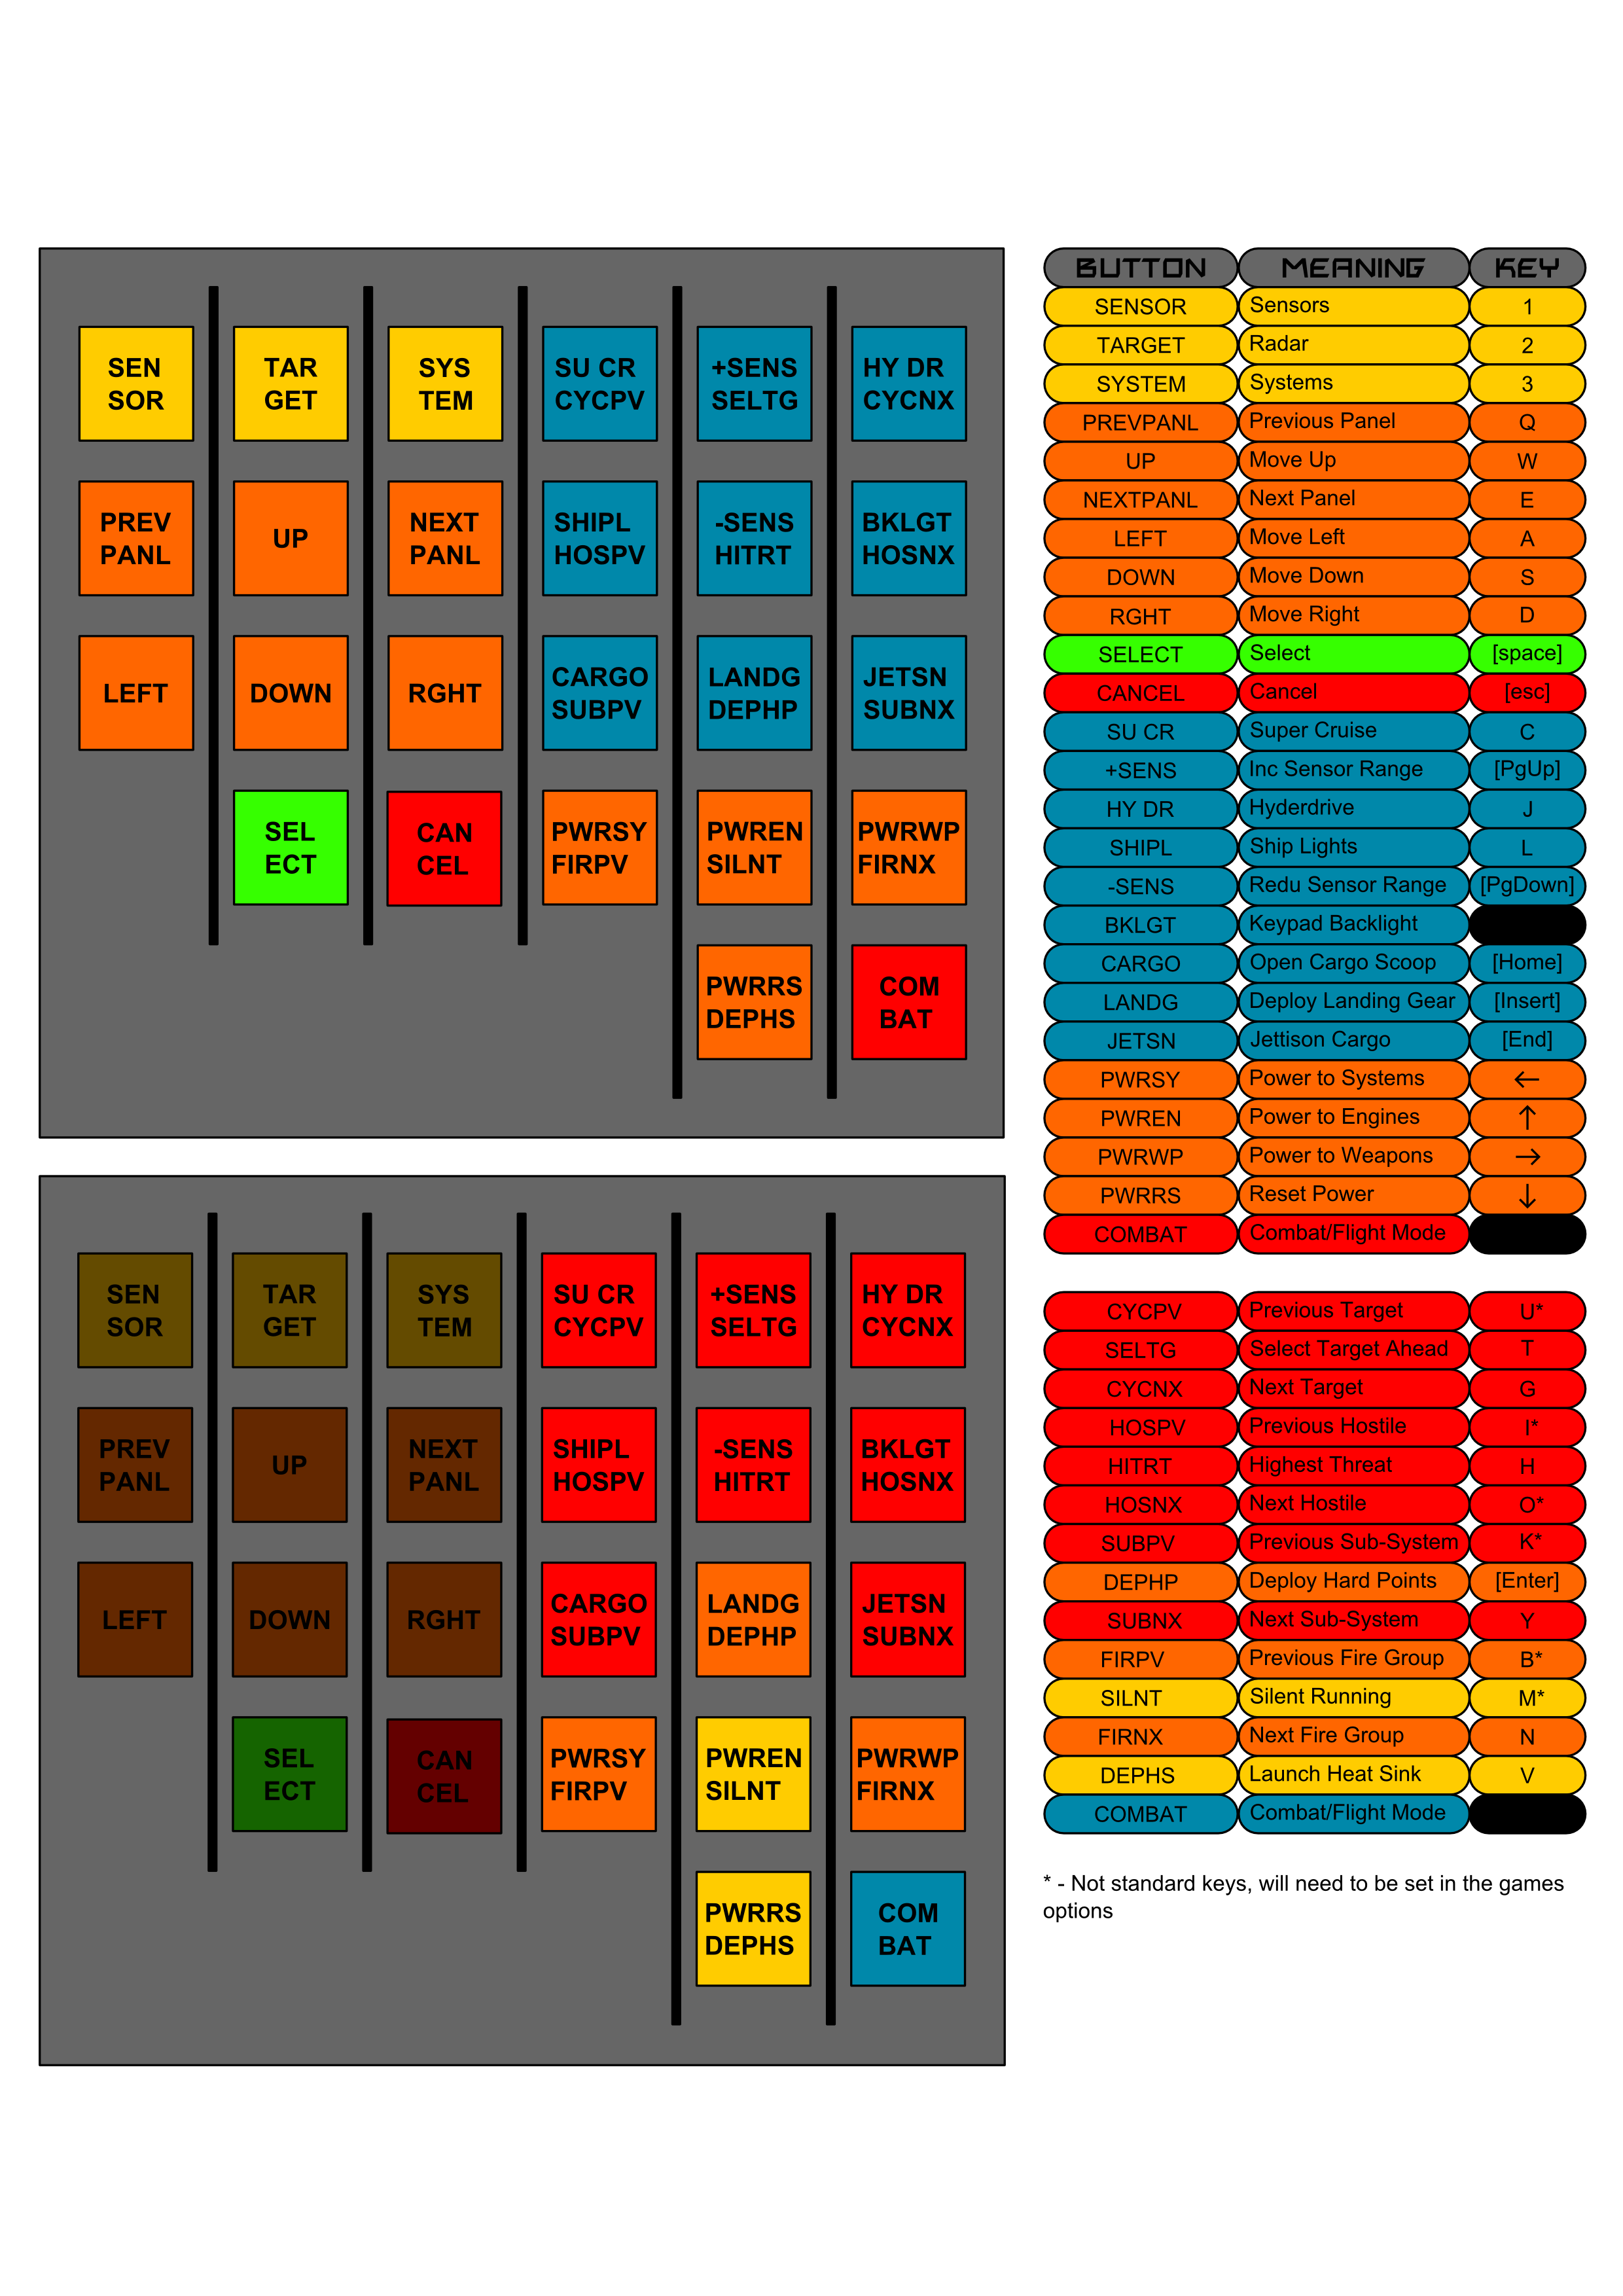 SEN
SOR
TAR
GET
SYS
TEM
SU CR
CYCPV
+SENS
SELTG
HY DR
CYCNX
PREV
PANL
UP
NEXT
PANL
SHIPL
HOSPV
-SENS
HITRT
BKLGT
HOSNX
LEFT
DOWN
RGHT
CARGO
SUBPV
LANDG
DEPHP
JETSN
SUBNX
SEL
ECT
CAN
CEL
PWRSY
FIRPV
PWREN
SILNT
PWRWP
FIRNX
PWRRS
DEPHS
COM
BAT
SEN
SOR
TAR
GET
SYS
TEM
SU CR
CYCPV
+SENS
SELTG
HY DR
CYCNX
PREV
PANL
UP
NEXT
PANL
SHIPL
HOSPV
-SENS
HITRT
BKLGT
HOSNX
LEFT
DOWN
RGHT
CARGO
SUBPV
LANDG
DEPHP
JETSN
SUBNX
SEL
ECT
CAN
CEL
PWRSY
FIRPV
PWREN
SILNT
PWRWP
FIRNX
PWRRS
DEPHS
COM
BAT
BUTTON MEANING KEY
SENSOR Sensors 1
TARGET Radar 2
SYSTEM Systems 3
PREVPANL Previous Panel Q
UP Move Up W
NEXTPANL Next Panel E
LEFT Move Left A
DOWN Move Down S
RGHT Move Right D
SELECT Select [space]
CANCEL Cancel [esc]
SU CR Super Cruise C
+SENS Inc Sensor Range [PgUp]
HY DR Hyderdrive J
SHIPL Ship Lights L
-SENS Redu Sensor Range [PgDown]
BKLGT Keypad Backlight
CARGO Open Cargo Scoop [Home]
LANDG Deploy Landing Gear [Insert]
JETSN Jettison Cargo [End]
PWRSY Power to Systems ←
PWREN Power to Engines ↑
PWRWP Power to Weapons →
PWRRS Reset Power ↓
COMBAT Combat/Flight Mode
CYCPV Previous Target U*
SELTG Select Target Ahead T
CYCNX Next Target G
HOSPV Previous Hostile I*
HITRT Highest Threat H
HOSNX Next Hostile O*
SUBPV Previous Sub-System K*
DEPHP Deploy Hard Points [Enter]
SUBNX Next Sub-System Y
FIRPV Previous Fire Group B*
SILNT Silent Running M*
FIRNX Next Fire Group N
DEPHS Launch Heat Sink V
COMBAT Combat/Flight Mode
* - Not standard keys, will need to be set in the games
options